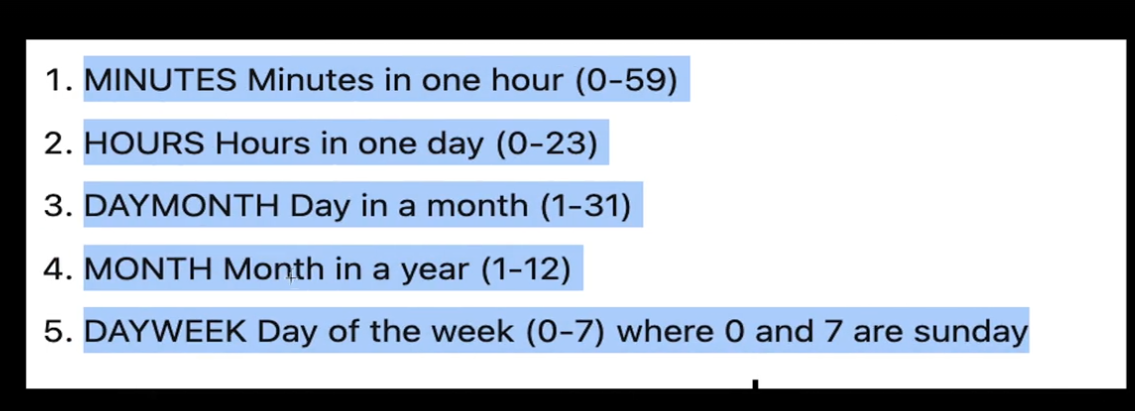 1. MINUTES Minutes in one hour (0-59)
2. HOURS Hours in one day (0-23)
3. DAYMONTH Day in a month (1-31)
4. MONTH Month in a year (1-12)
5. DAYWEEK Day of the week (0-7) where 0 and 7 are sunday